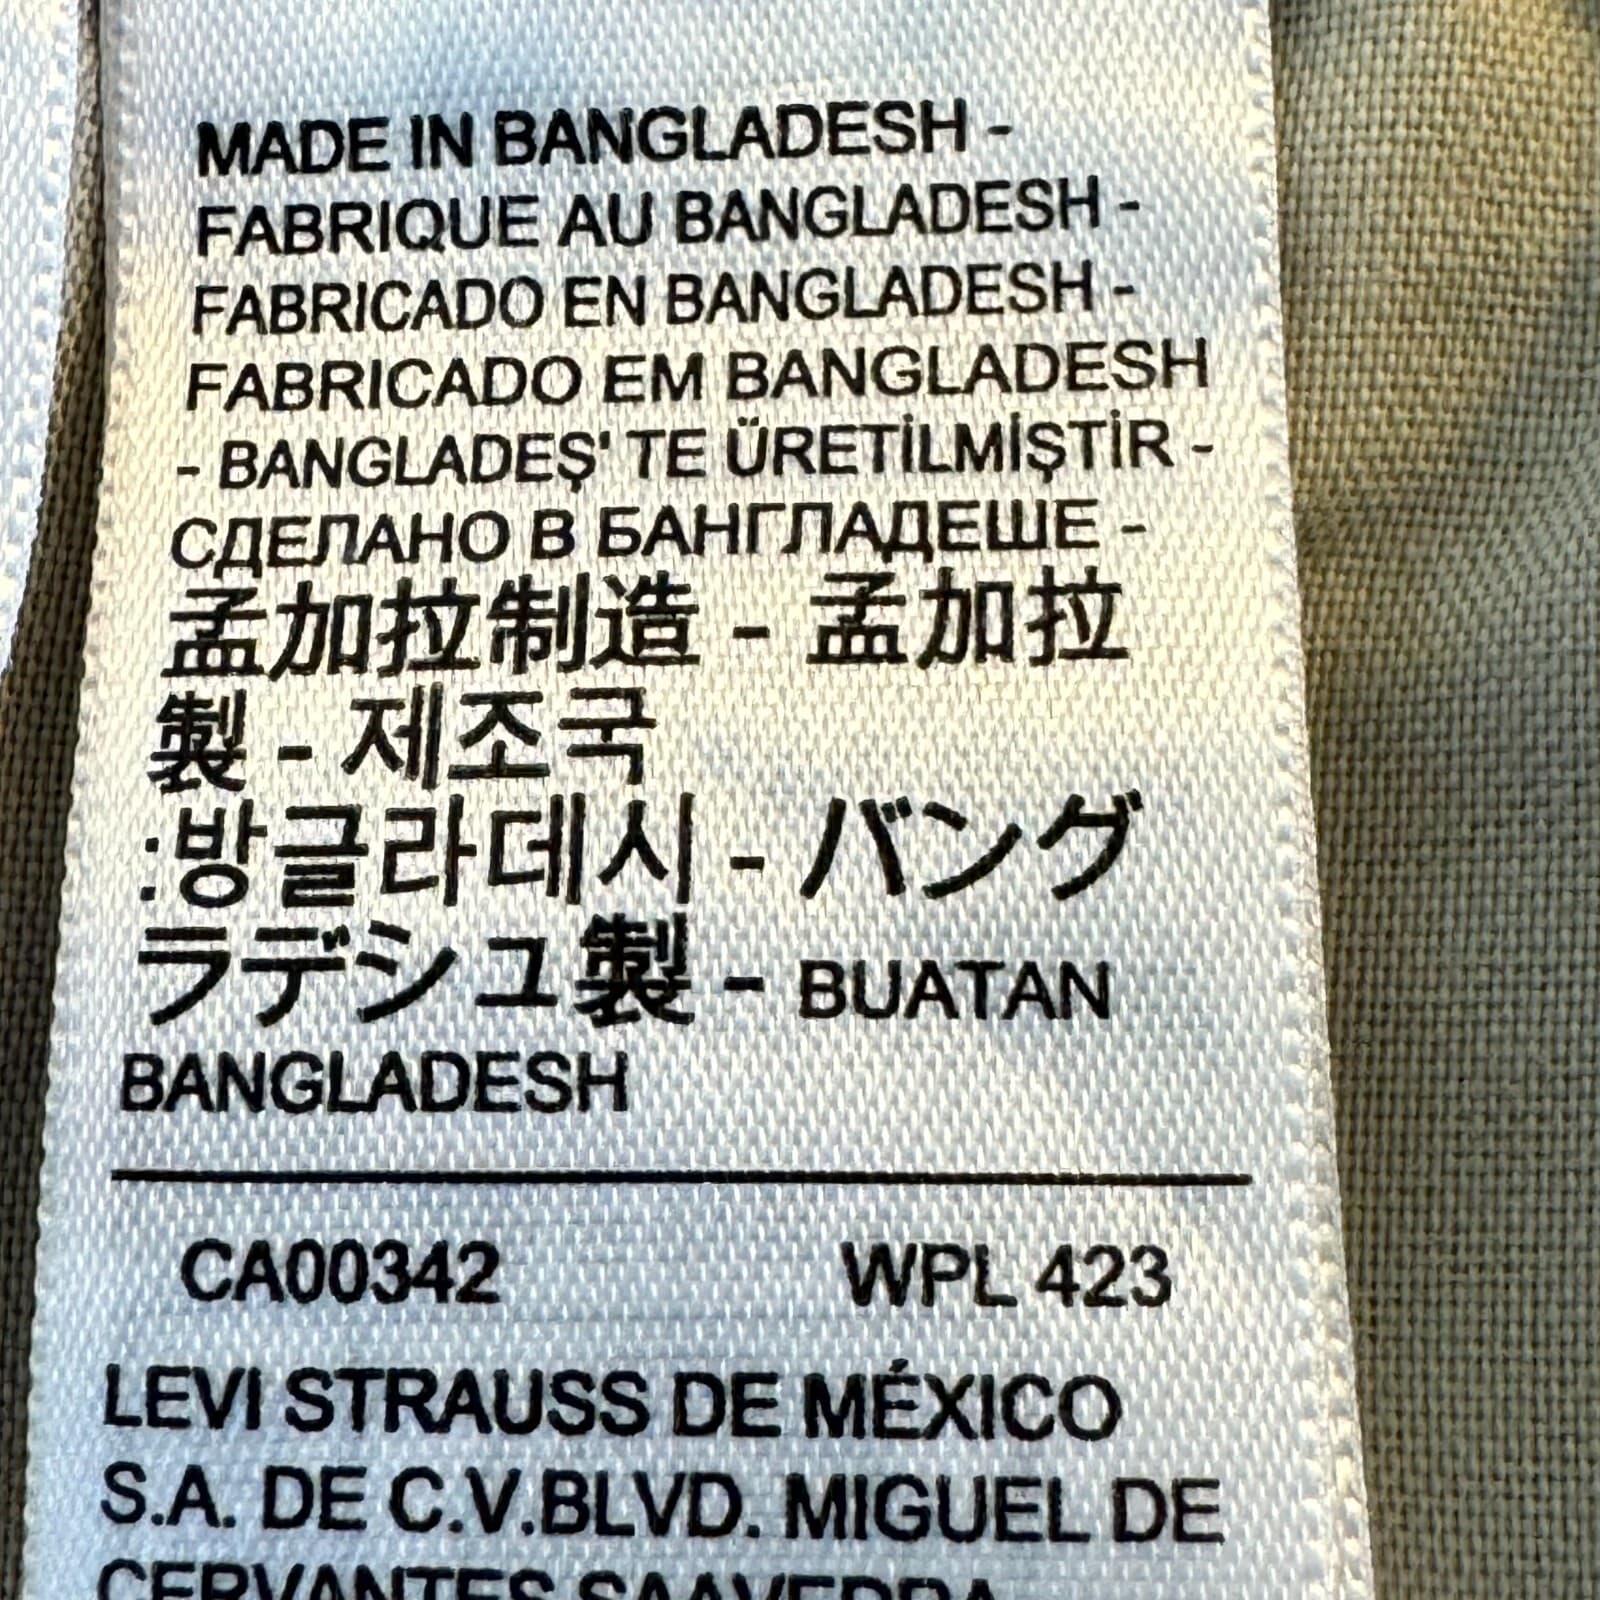 MADE IN BANGLADESH -
FABRIQUE AU BANGLADESH -
FABRICADO EN BANGLADESH -
FABRICADO EM BANGLADESH
- BANGLADEŞ' TE ÜRETİLMİŞTİR -
СДЕЛАНО В БАНГЛАДЕШЕ -
孟加拉制造 - 孟加拉
製 - 제조국
:방글라데시 - バング
ラデシュ製 - BUATAN
BANGLADESH
CA00342 WPL 423
LEVI STRAUSS DE MÉXICO
S.A. DE C.V.BLVD. MIGUEL DE
CERVANTES SAAVEDRA